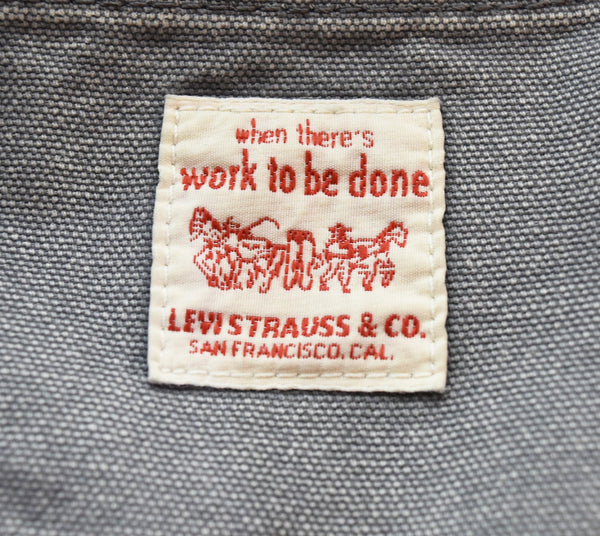 when there's
work to be done
LEVI STRAUSS & CO.
SAN FRANCISCO, CAL.